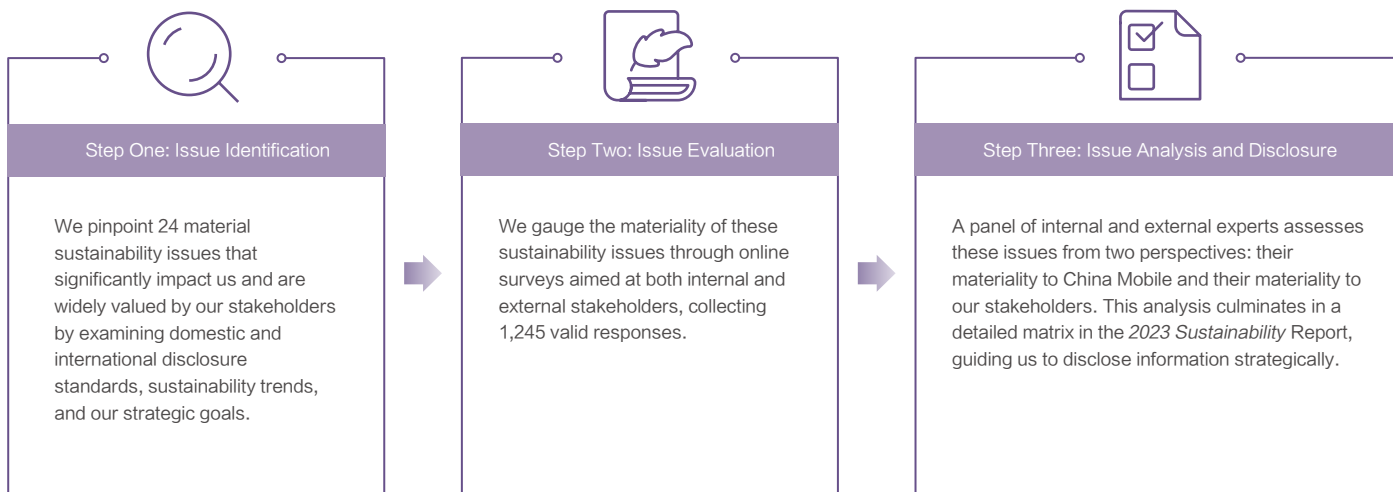 Step One: Issue Identification
We pinpoint 24 material
sustainability issues that
significantly impact us and are
widely valued by our stakeholders
by examining domestic and
international disclosure
standards, sustainability trends,
and our strategic goals.
Step Two: Issue Evaluation
We gauge the materiality of these
sustainability issues through online
surveys aimed at both internal and
external stakeholders, collecting
1,245 valid responses.
Step Three: Issue Analysis and Disclosure
A panel of internal and external experts assesses
these issues from two perspectives: their
materiality to China Mobile and their materiality to
our stakeholders. This analysis culminates in a
detailed matrix in the 2023 Sustainability Report,
guiding us to disclose information strategically.